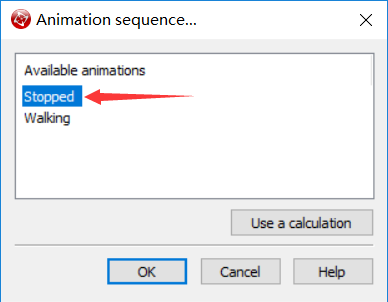 Animation sequence...
Available animations
Stopped
Walking
Use a calculation
OK Cancel Help